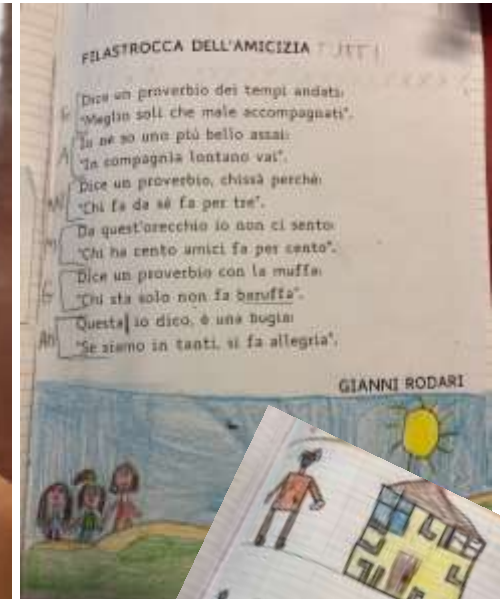 FILASTROCCA DELL'AMICIZIA TUTTI
Dice un proverbio dei tempi andati:
"Meglio soli che male accompagnati".
Io ne so uno più bello assai:
"In compagnia lontano vai".
Dice un proverbio, chissà perché:
"Chi fa da sé fa per tre".
Da quest'orecchio io non ci sento:
"Chi ha cento amici fa per cento".
Dice un proverbio con la muffa:
"Chi sta solo non fa baruffa".
Questa io dico, è una bugia:
"Se siamo in tanti, si fa allegria".
GIANNI RODARI